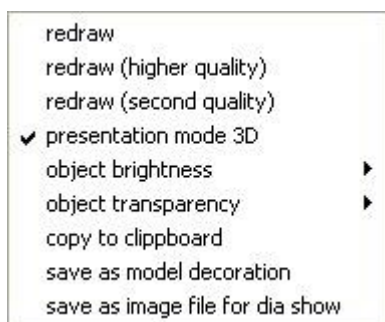 redraw
redraw (higher quality)
redraw (second quality)
presentation mode 3D
object brightness
object transparency
copy to clippboard
save as model decoration
save as image file for dia show